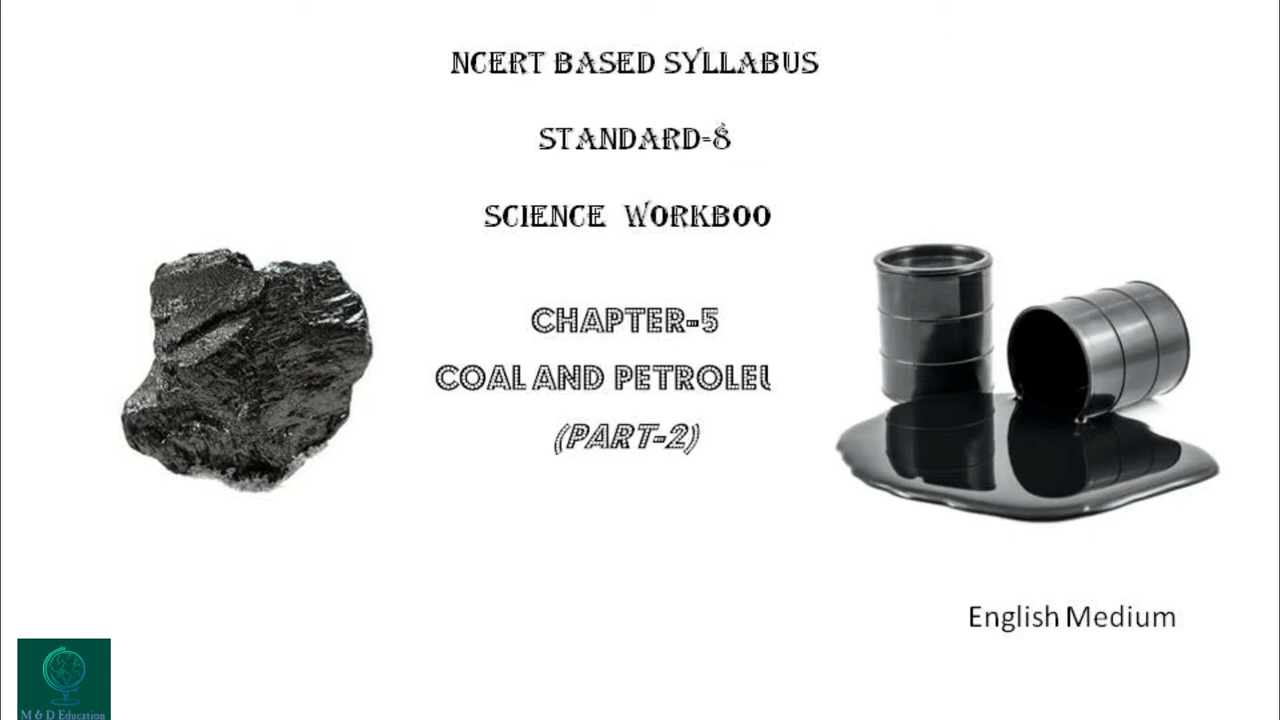 NCERT BASED SYLLABUS
STANDARD-8
SCIENCE WORKBOO
CHAPTER-5
COAL AND PETROLEU
(PART-2)
English Medium
M & D Education